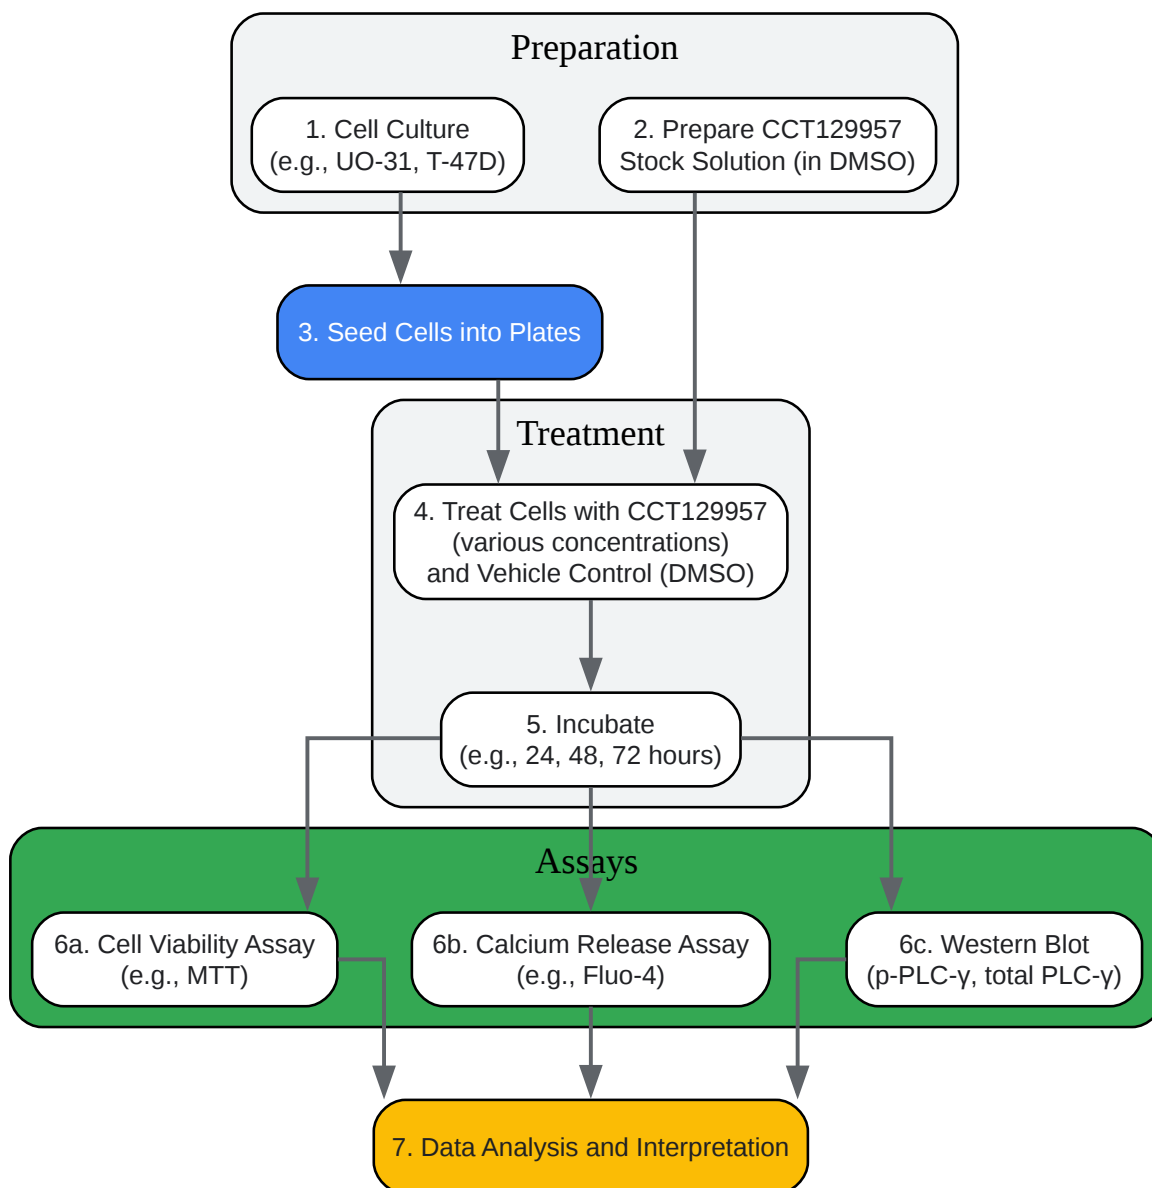 Preparation
1. Cell Culture
(e.g., UO-31, T-47D)
2. Prepare CCT129957
Stock Solution (in DMSO)
3. Seed Cells into Plates
Treatment
4. Treat Cells with CCT129957
(various concentrations)
and Vehicle Control (DMSO)
5. Incubate
(e.g., 24, 48, 72 hours)
Assays
6a. Cell Viability Assay
(e.g., MTT)
6b. Calcium Release Assay
(e.g., Fluo-4)
6c. Western Blot
(p-PLC-γ, total PLC-γ)
7. Data Analysis and Interpretation